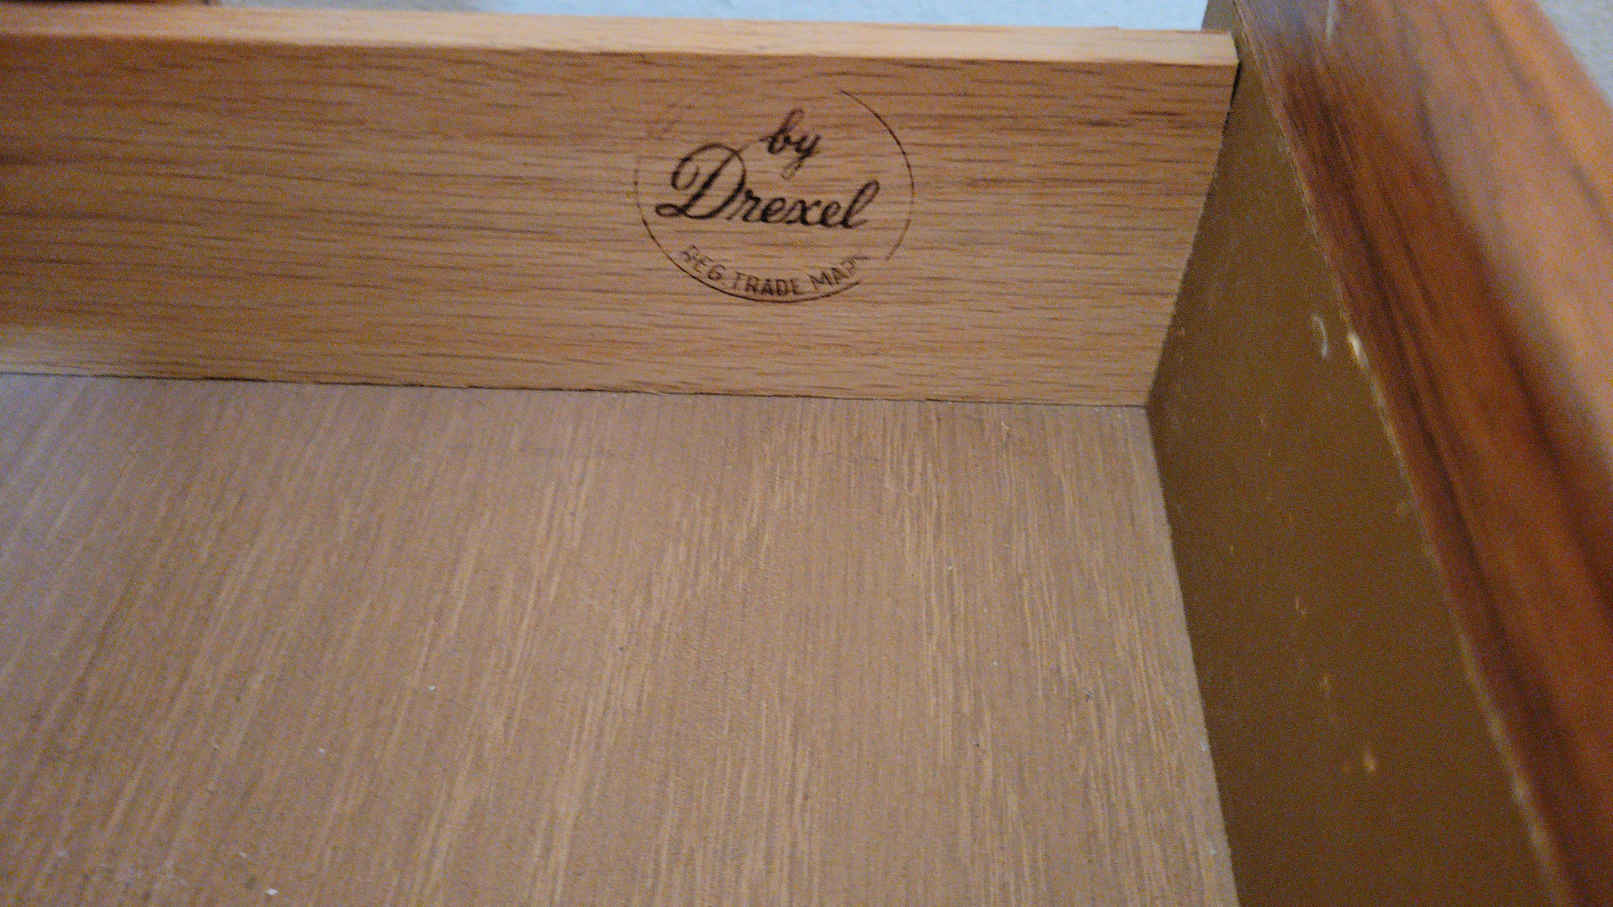 by
Drexel
REG. TRADE MARK